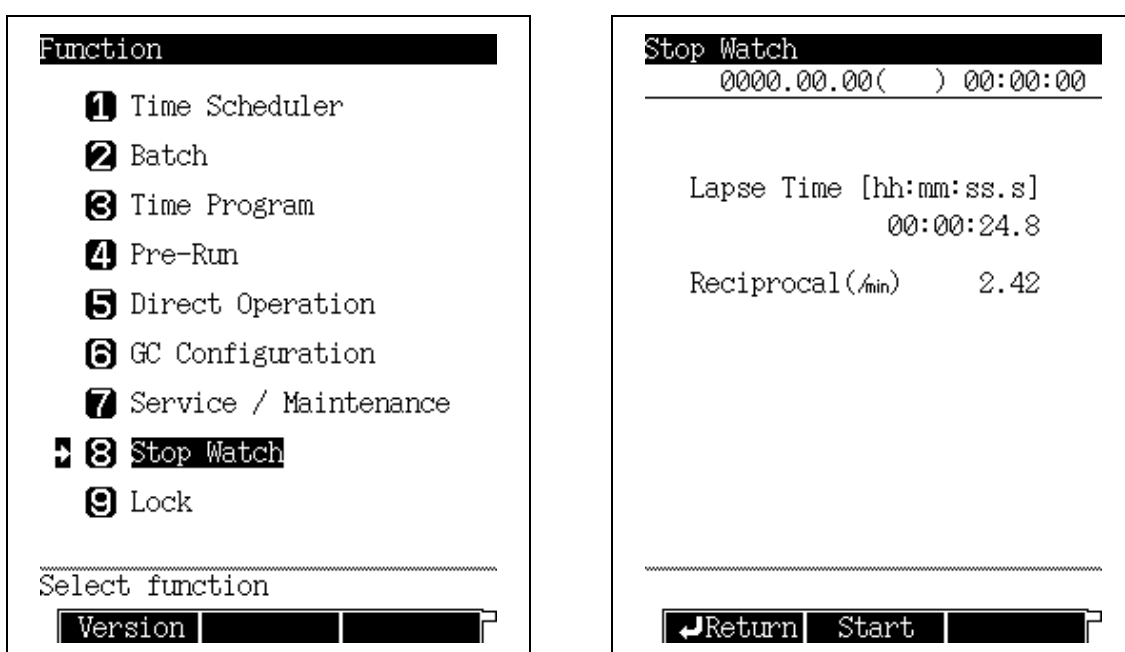 Function
1 Time Scheduler
2 Batch
3 Time Program
4 Pre-Run
5 Direct Operation
6 GC Configuration
7 Service / Maintenance
➔ 8 Stop Watch
9 Lock
Select function
Version
Stop Watch
0000.00.00(   ) 00:00:00
Lapse Time [hh:mm:ss.s]
00:00:24.8
Reciprocal(/min) 2.42
↵Return Start